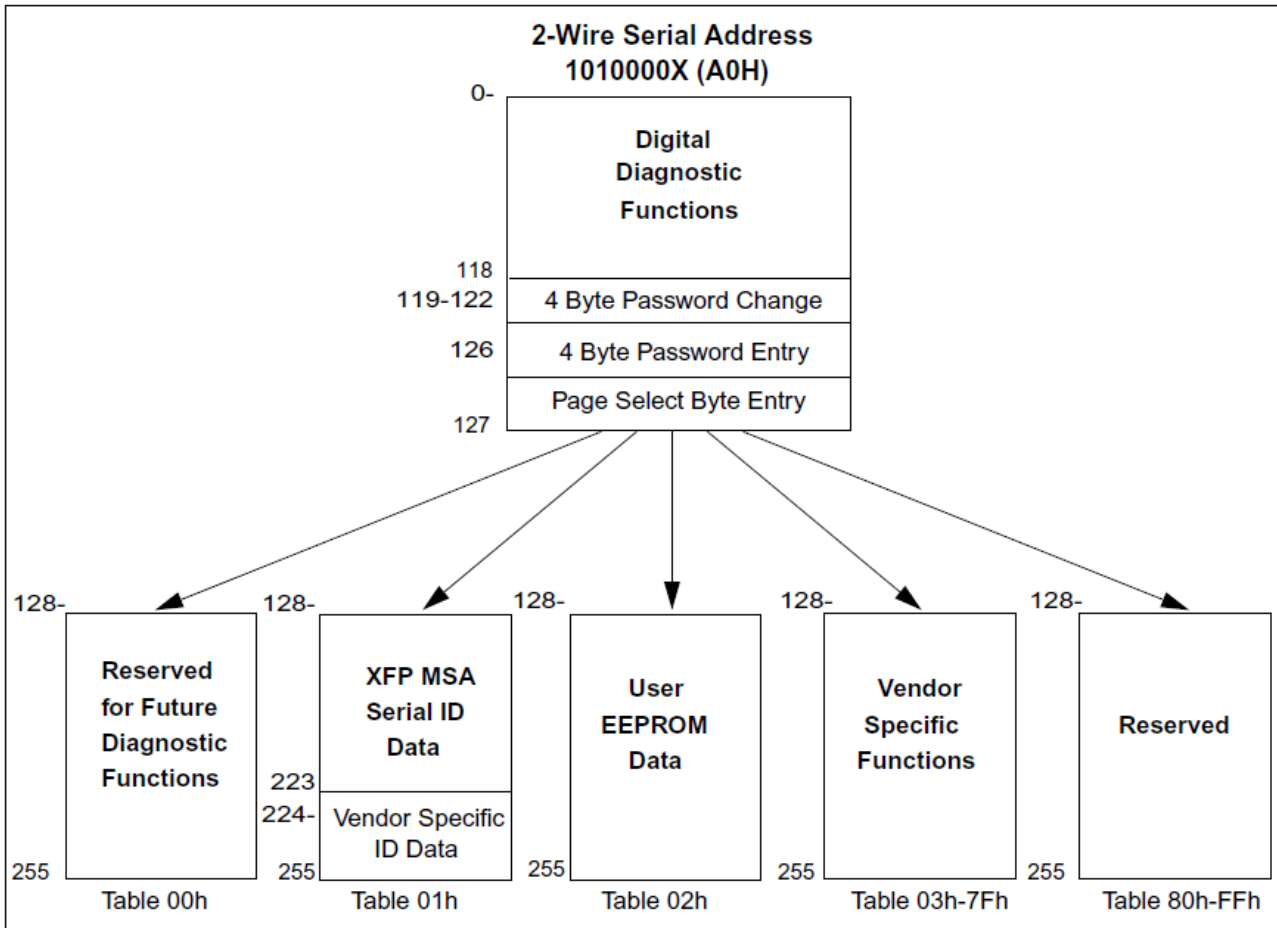 2-Wire Serial Address
1010000X (A0H)
0-
Digital
Diagnostic
Functions
118
119-122
4 Byte Password Change
126
4 Byte Password Entry
Page Select Byte Entry
127
128-
Reserved
for Future
Diagnostic
Functions
255
Table 00h
128-
XFP MSA
Serial ID
Data
223
224-
Vendor Specific
ID Data
255
Table 01h
128-
User
EEPROM
Data
255
Table 02h
128-
Vendor
Specific
Functions
255
Table 03h-7Fh
128-
Reserved
255
Table 80h-FFh